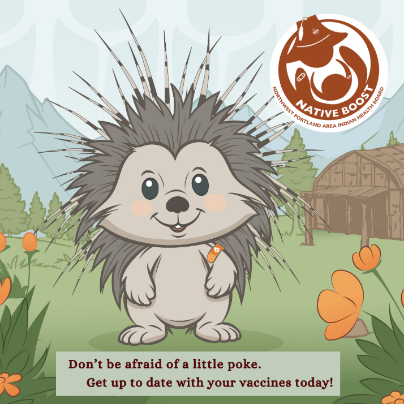 NATIVE BOOST
NORTHWEST PORTLAND AREA INDIAN HEALTH BOARD
Don't be afraid of a little poke.
Get up to date with your vaccines today!